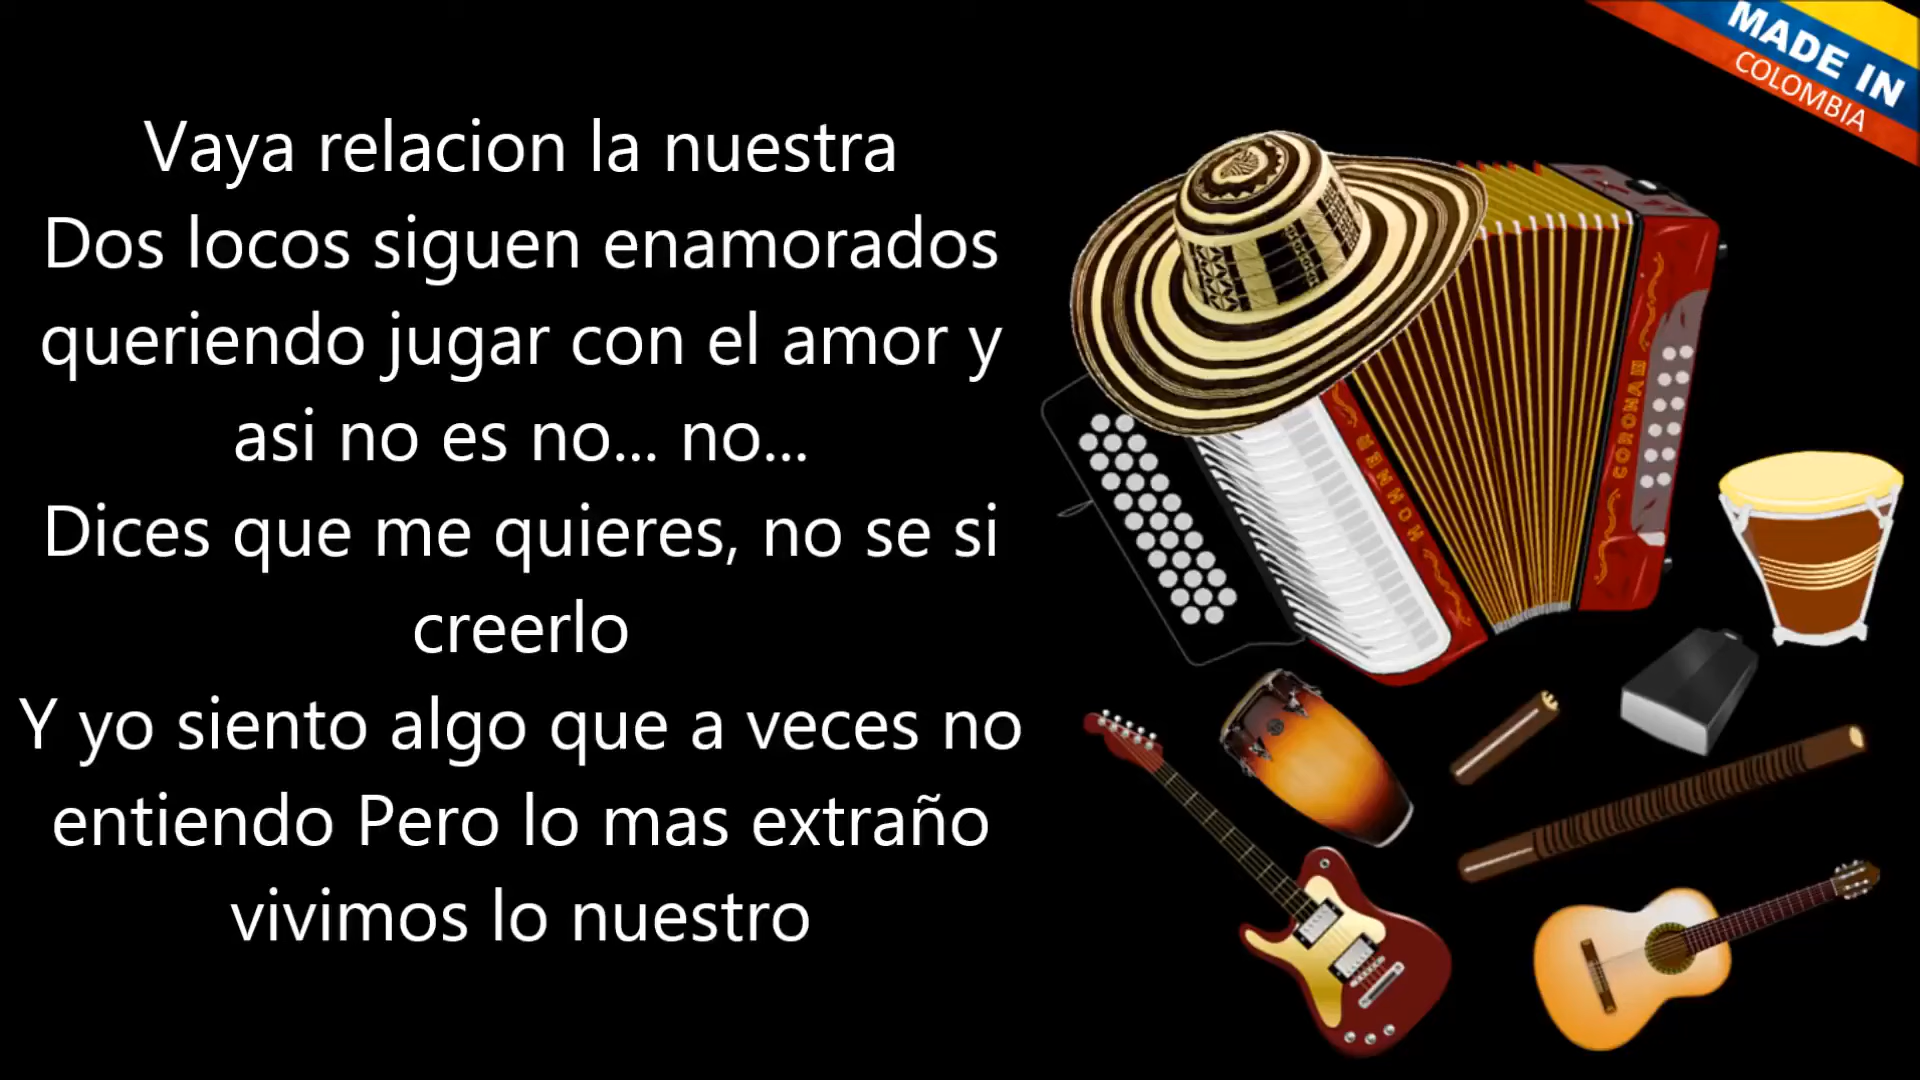 Vaya relacion la nuestra
Dos locos siguen enamorados
queriendo jugar con el amor y
asi no es no... no...
Dices que me quieres, no se si
creerlo
Y yo siento algo que a veces no
entiendo Pero lo mas extraño
vivimos lo nuestro
MADE IN
COLOMBIA
HOHNER
CORONA III